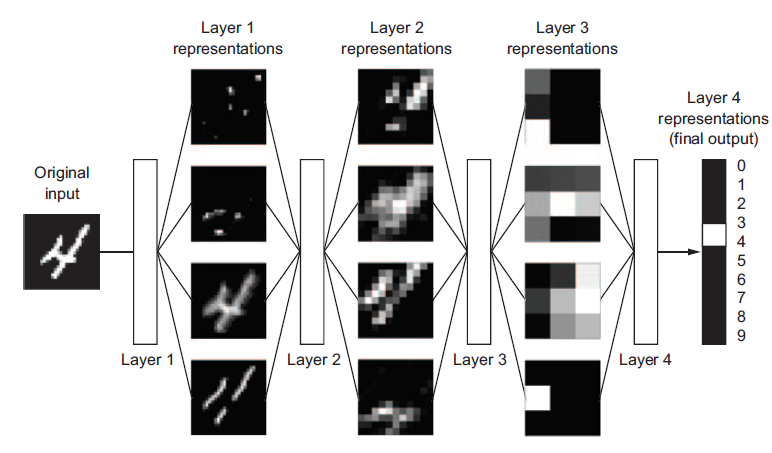 Layer 1
representations
Layer 2
representations
Layer 3
representations
Layer 4
representations
(final output)
Original
input
0
1
2
3
4
5
6
7
8
9
Layer 1
Layer 2
Layer 3
Layer 4